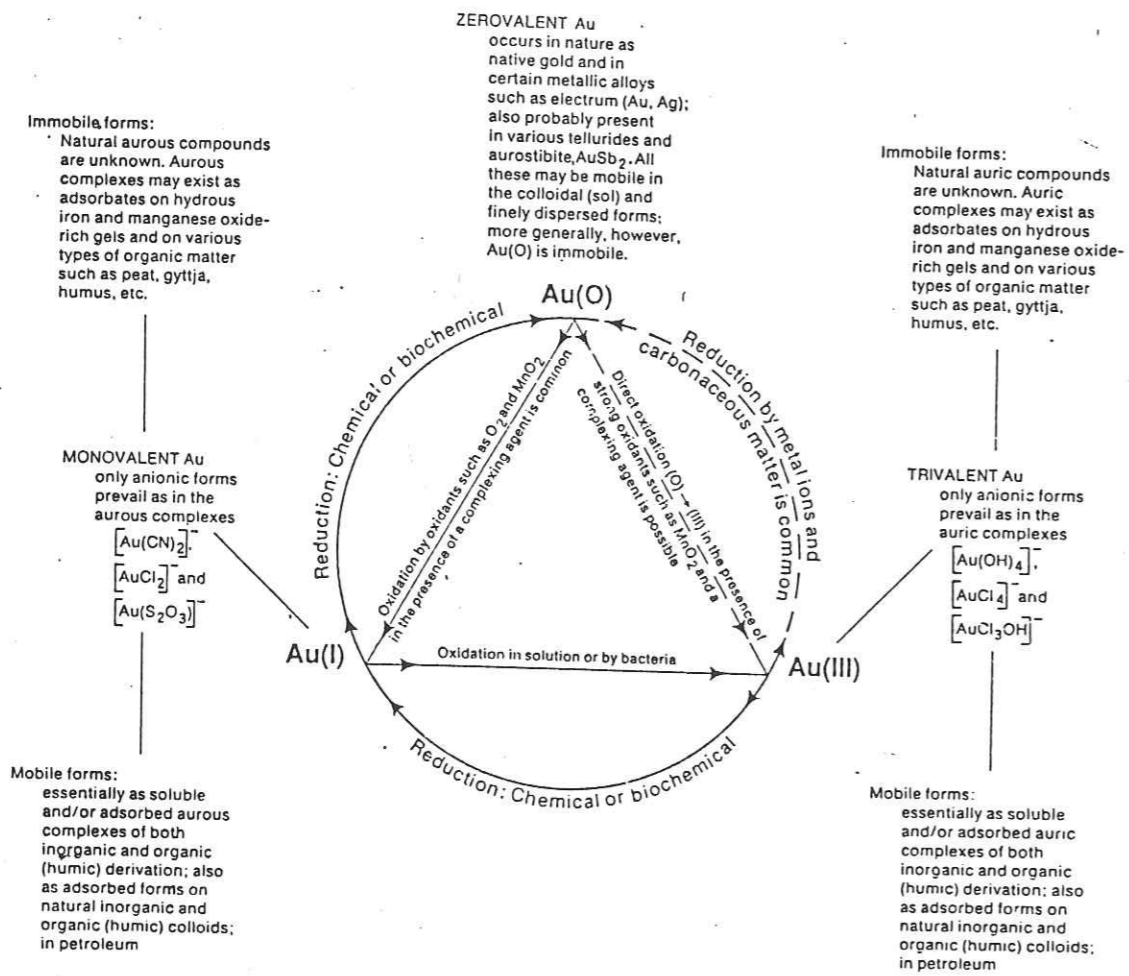 ZEROVALENT Au
occurs in nature as
native gold and in
certain metallic alloys
such as electrum (Au, Ag);
also probably present
in various tellurides and
aurostibite, AuSb₂. All
these may be mobile in
the colloidal (sol) and
finely dispersed forms;
more generally, however,
Au(O) is immobile.
Immobile forms:
Natural aurous compounds
are unknown. Aurous
complexes may exist as
adsorbates on hydrous
iron and manganese oxide-
rich gels and on various
types of organic matter
such as peat, gyttja,
humus, etc.
Immobile forms:
Natural auric compounds
are unknown. Auric
complexes may exist as
adsorbates on hydrous
iron and manganese oxide-
rich gels and on various
types of organic matter
such as peat, gyttja,
humus, etc.
Au(O)
Reduction: Chemical or biochemical
Oxidation by oxidants such as O₂ and MnO₂
in the presence of a complexing agent is common
Direct oxidation (O) → (III) in the presence of
strong oxidants such as MnO₂ and a
complexing agent is possible
Reduction by metal ions and
carbonaceous matter is common
MONOVALENT Au
only anionic forms
prevail as in the
aurous complexes
[Au(CN)₂]⁻,
[AuCl₂]⁻ and
[Au(S₂O₃)]⁻
TRIVALENT Au
only anionic forms
prevail as in the
auric complexes
[Au(OH)₄]⁻,
[AuCl₄]⁻ and
[AuCl₃OH]⁻
Au(I)
Oxidation in solution or by bacteria
Au(III)
Reduction: Chemical or biochemical
Mobile forms:
essentially as soluble
and/or adsorbed aurous
complexes of both
inorganic and organic
(humic) derivation; also
as adsorbed forms on
natural inorganic and
organic (humic) colloids;
in petroleum
Mobile forms:
essentially as soluble
and/or adsorbed auric
complexes of both
inorganic and organic
(humic) derivation; also
as adsorbed forms on
natural inorganic and
organic (humic) colloids;
in petroleum